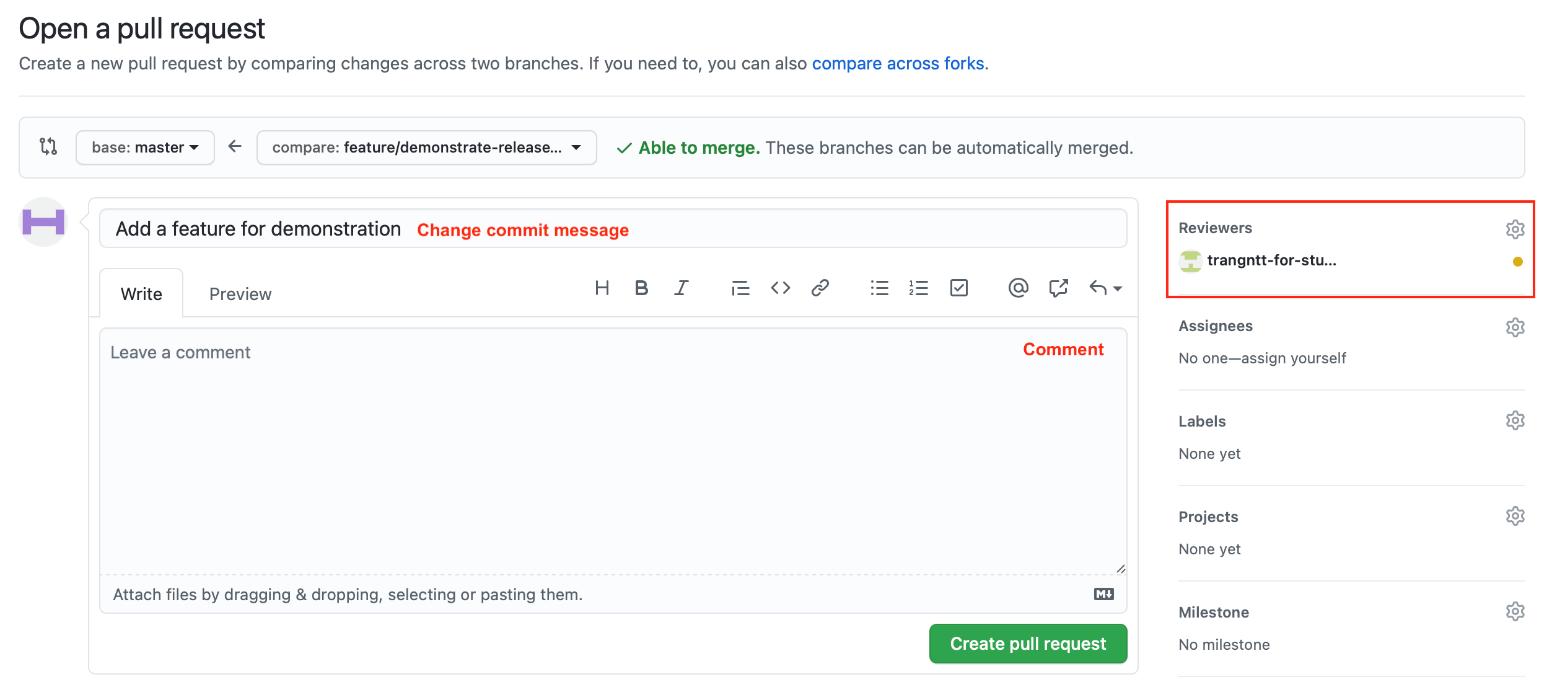 Open a pull request
Create a new pull request by comparing changes across two branches. If you need to, you can also compare across forks.
base: master
compare: feature/demonstrate-release...
Able to merge. These branches can be automatically merged.
Add a feature for demonstration
Change commit message
Write
Preview
Leave a comment
Comment
Attach files by dragging & dropping, selecting or pasting them.
Create pull request
Reviewers
trangntt-for-stu...
Assignees
No one—assign yourself
Labels
None yet
Projects
None yet
Milestone
No milestone